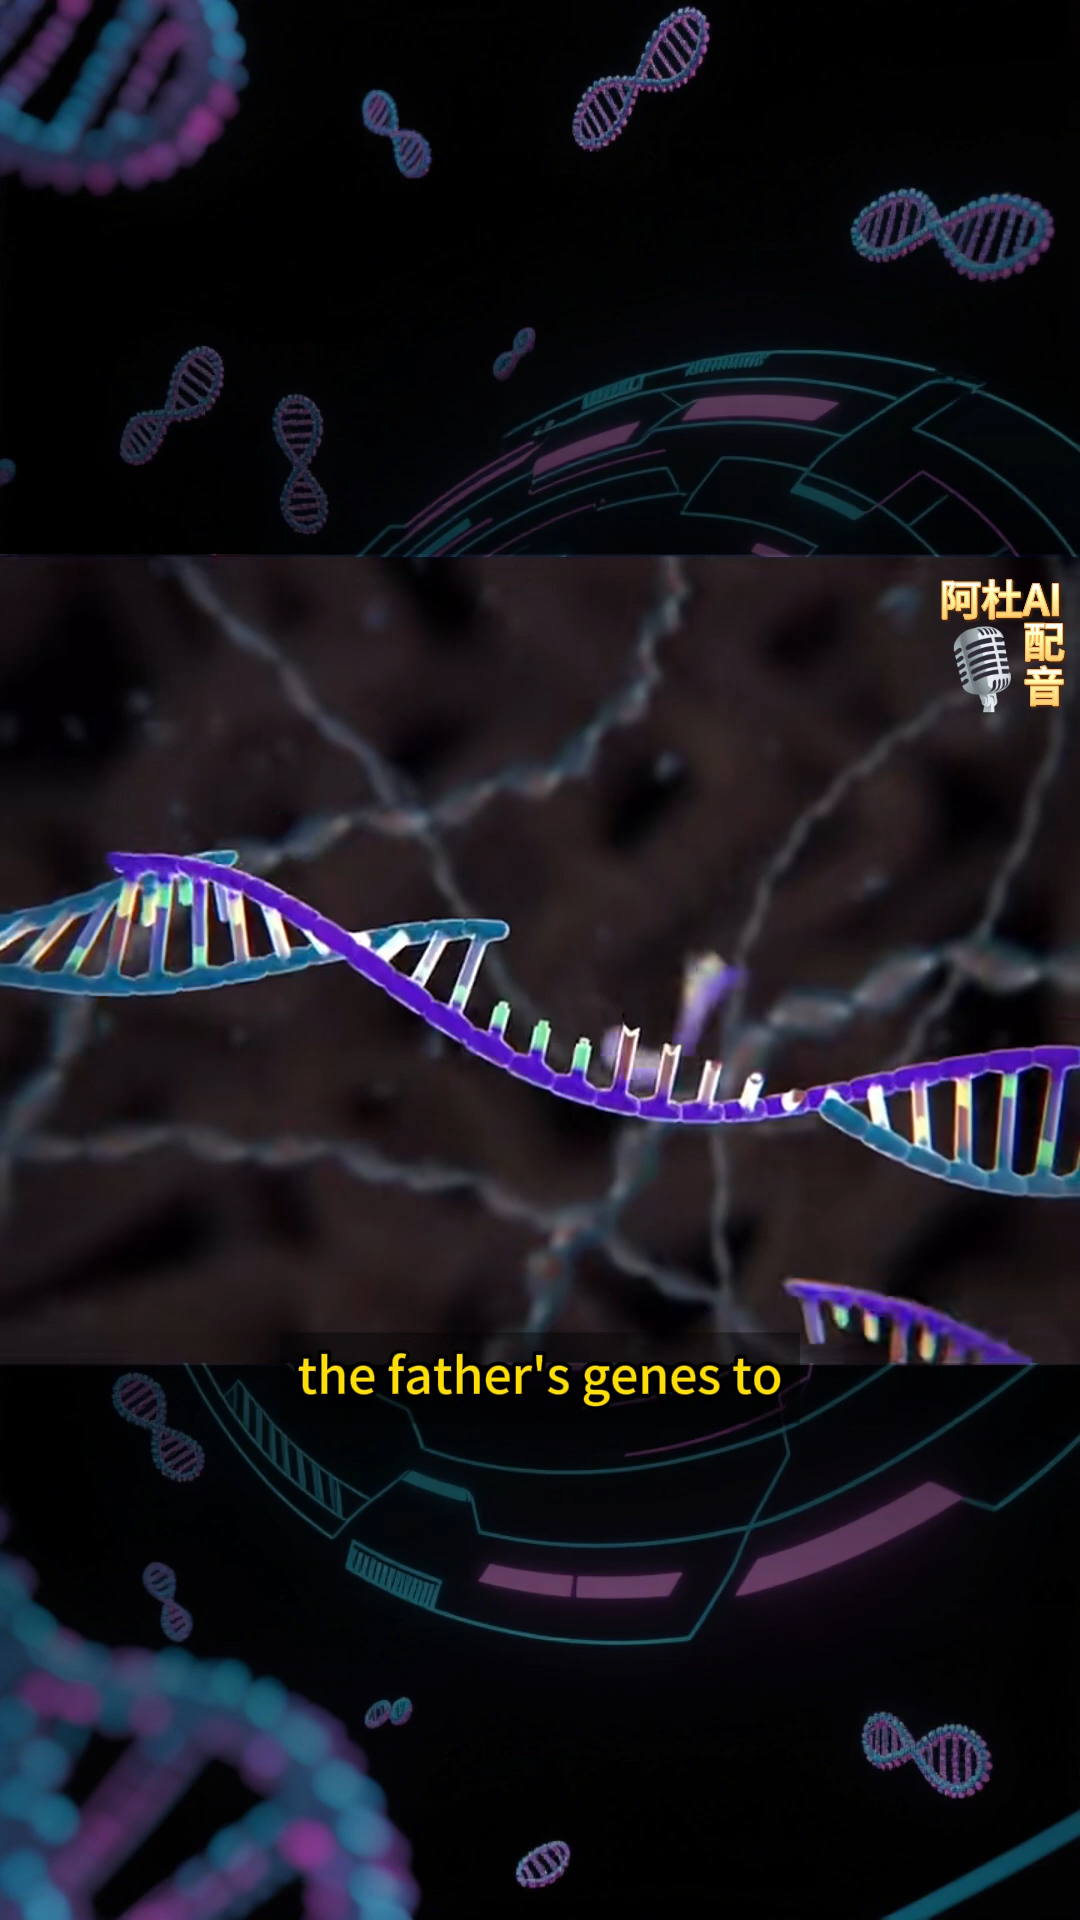 阿杜AI
配
音
the father's genes to